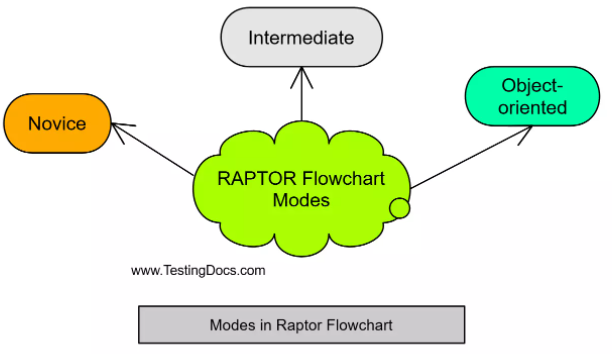 Intermediate
Object-
oriented
Novice
RAPTOR Flowchart
Modes
www.TestingDocs.com
Modes in Raptor Flowchart